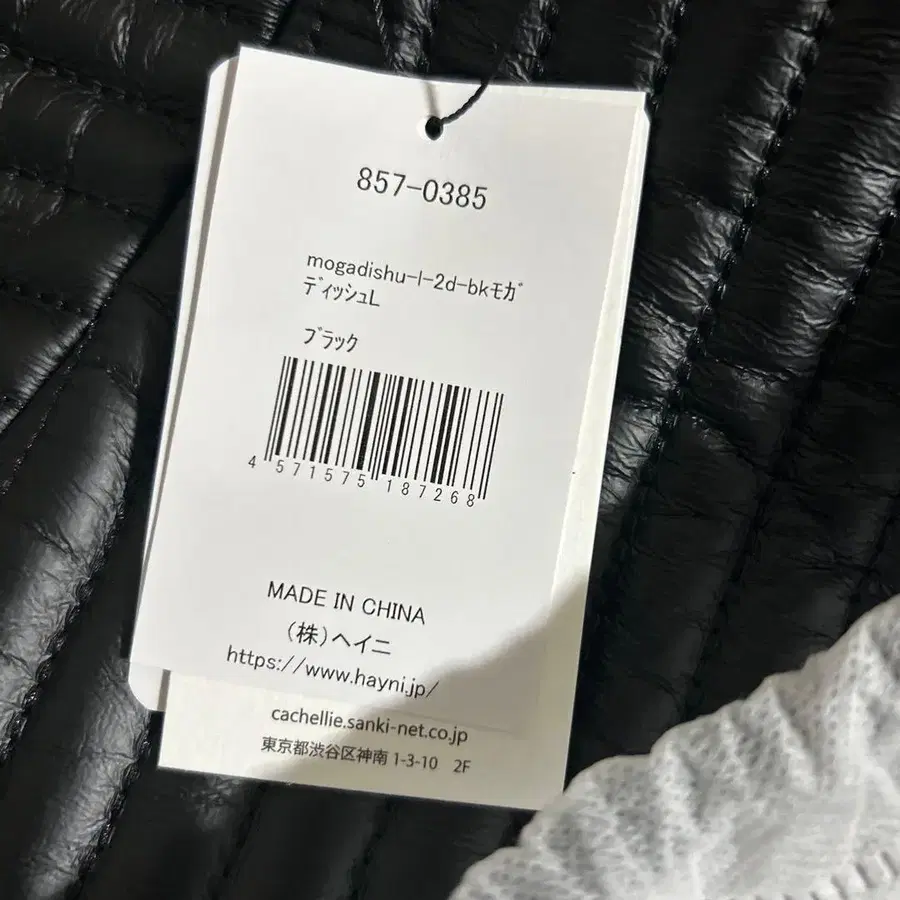 857-0385
mogadishu-l-2d-bkモガ
ディッシュL
ブラック
4 571575 187268
MADE IN CHINA
(株)ヘイニ
https://www.hayni.jp/
cachellie.sanki-net.co.jp
東京都渋谷区神南 1-3-10 2F